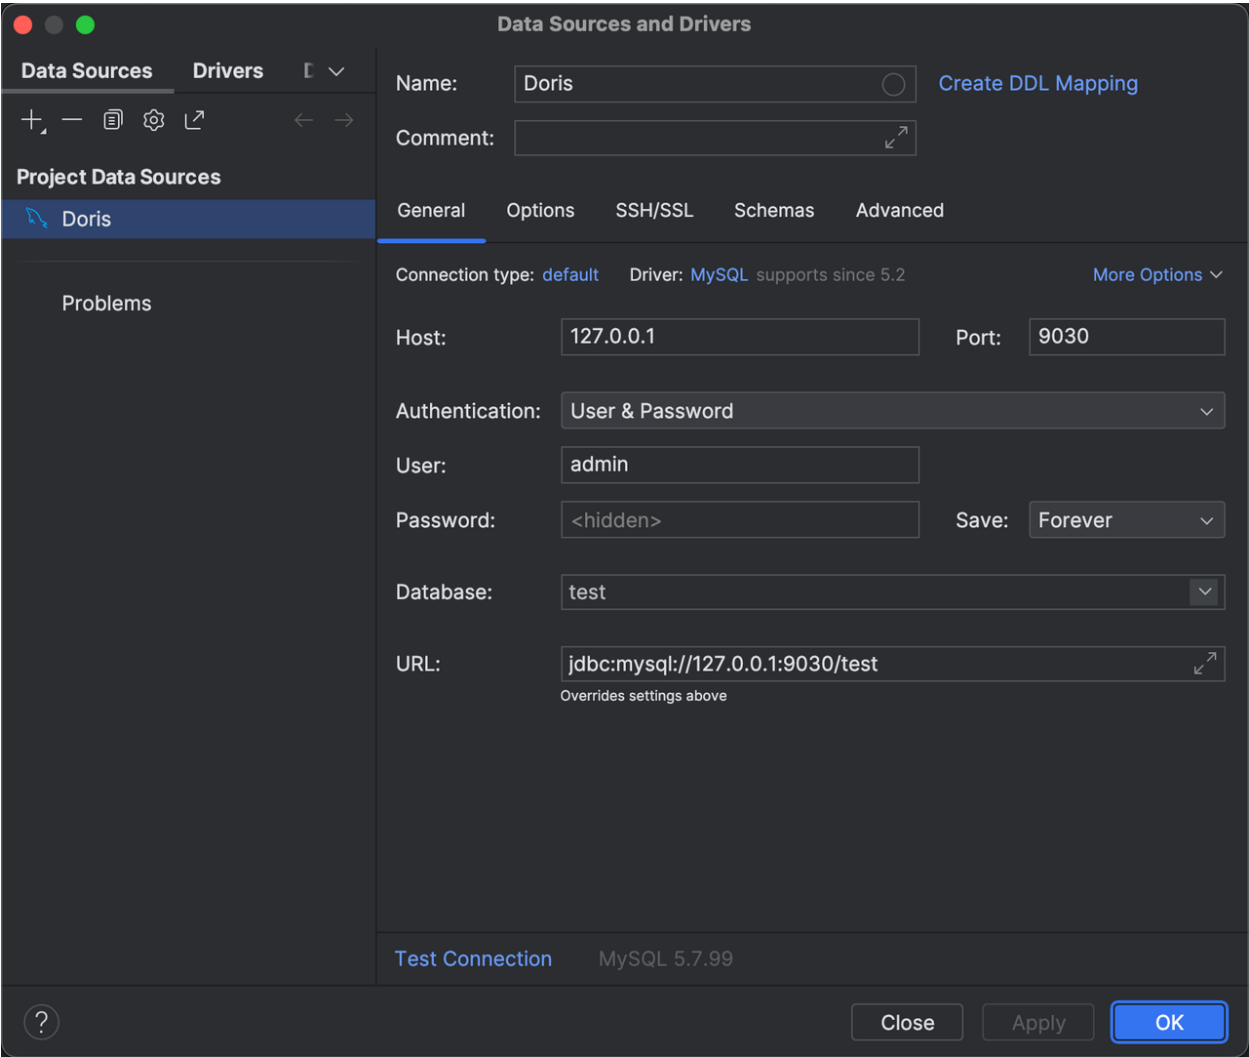 Data Sources and Drivers
Data Sources Drivers D
Name: Doris Create DDL Mapping
Comment:
Project Data Sources
Doris
Problems
General Options SSH/SSL Schemas Advanced
Connection type: default Driver: MySQL supports since 5.2 More Options
Host: 127.0.0.1 Port: 9030
Authentication: User & Password
User: admin
Password: <hidden> Save: Forever
Database: test
URL: jdbc:mysql://127.0.0.1:9030/test
Overrides settings above
Test Connection MySQL 5.7.99
? Close Apply OK